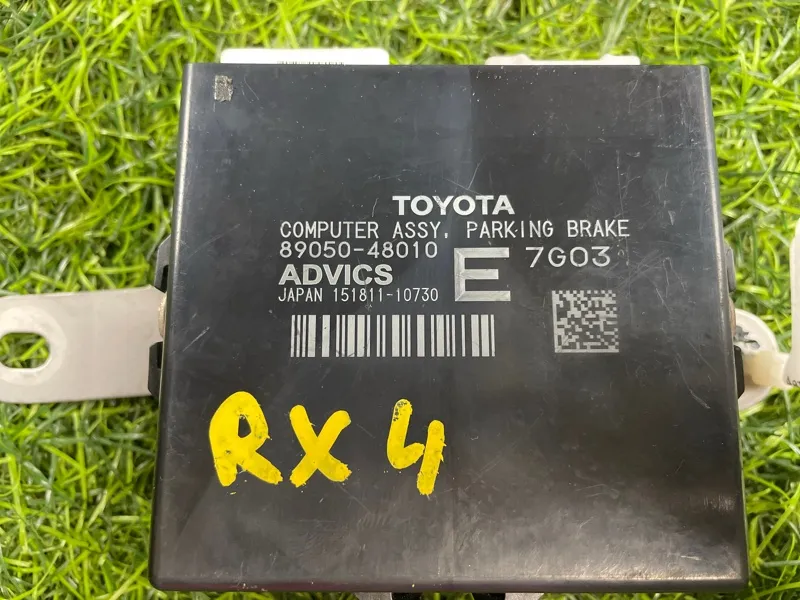 TOYOTA
COMPUTER ASSY, PARKING BRAKE
89050-48010 E 7G03
ADVICS
JAPAN 151811-10730
RX 4